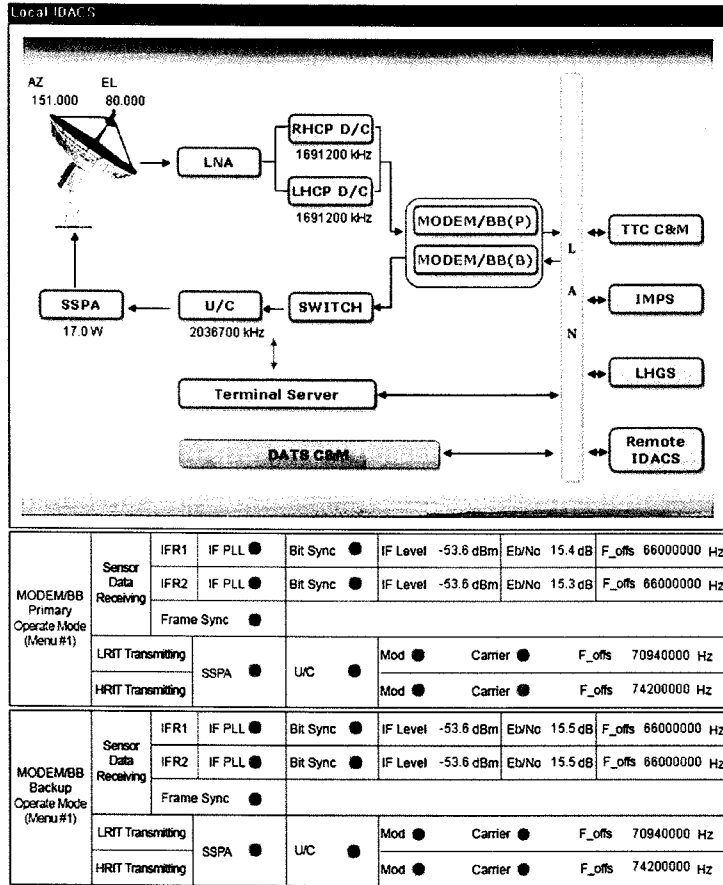 Local IDACS
AZ EL
151.000 80.000
LNA
RHCP D/C
1691200 kHz
LHCP D/C
1691200 kHz
MODEM/BB(P)
MODEM/BB(B)
L
A
N
TTC C&M
IMPS
LHGS
Remote
IDACS
SSPA
17.0 W
U/C
2036700 kHz
SWITCH
Terminal Server
DATS C&M
MODEM/BB
Primary
Operate Mode
(Menu #1)
Sensor
Data
Receiving
IFR1 IF PLL Bit Sync IF Level -53.6 dBm Eb/No 15.4 dB F_offs 66000000 Hz
IFR2 IF PLL Bit Sync IF Level -53.6 dBm Eb/No 15.3 dB F_offs 66000000 Hz
Frame Sync
LRIT Transmitting
HRIT Transmitting
SSPA U/C
Mod Carrier F_offs 70940000 Hz
Mod Carrier F_offs 74200000 Hz
MODEM/BB
Backup
Operate Mode
(Menu #1)
Sensor
Data
Receiving
IFR1 IF PLL Bit Sync IF Level -53.6 dBm Eb/No 15.5 dB F_offs 66000000 Hz
IFR2 IF PLL Bit Sync IF Level -53.6 dBm Eb/No 15.5 dB F_offs 66000000 Hz
Frame Sync
LRIT Transmitting
HRIT Transmitting
SSPA U/C
Mod Carrier F_offs 70940000 Hz
Mod Carrier F_offs 74200000 Hz